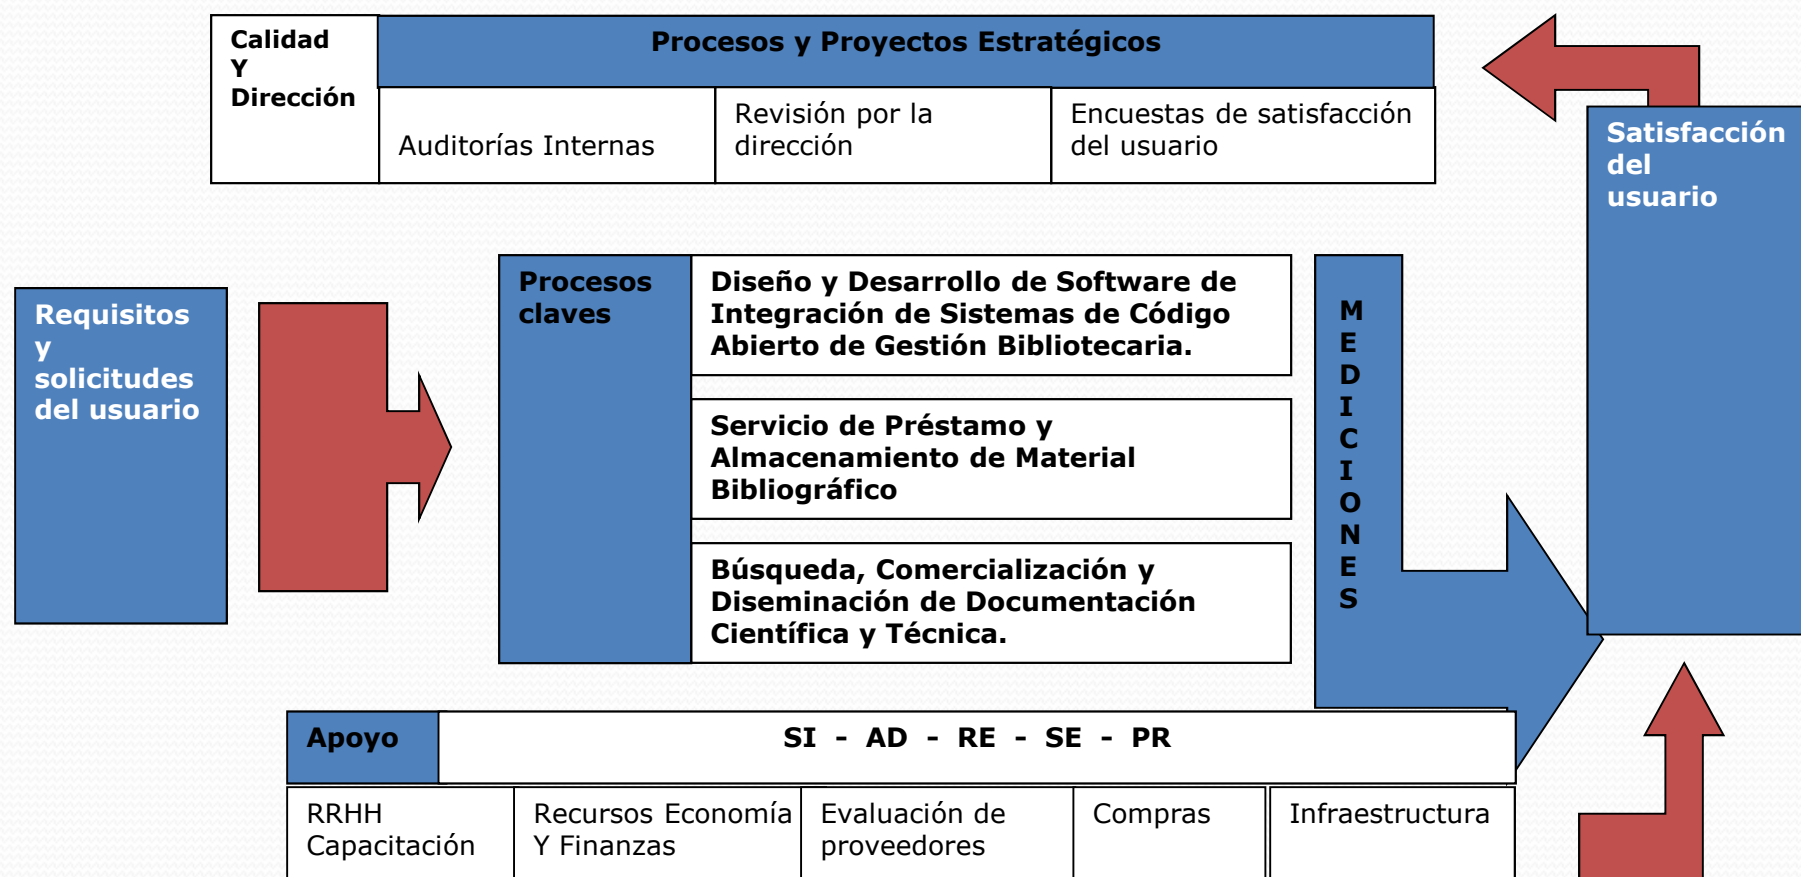 Calidad
Y
Dirección
Procesos y Proyectos Estratégicos
Auditorías Internas
Revisión por la
dirección
Encuestas de satisfacción
del usuario
Satisfacción
del
usuario
Requisitos
y
solicitudes
del usuario
Procesos
claves
Diseño y Desarrollo de Software de
Integración de Sistemas de Código
Abierto de Gestión Bibliotecaria.
Servicio de Préstamo y
Almacenamiento de Material
Bibliográfico
Búsqueda, Comercialización y
Diseminación de Documentación
Científica y Técnica.
M
E
D
I
C
I
O
N
E
S
Apoyo
SI - AD - RE - SE - PR
RRHH
Capacitación
Recursos Economía
Y Finanzas
Evaluación de
proveedores
Compras
Infraestructura